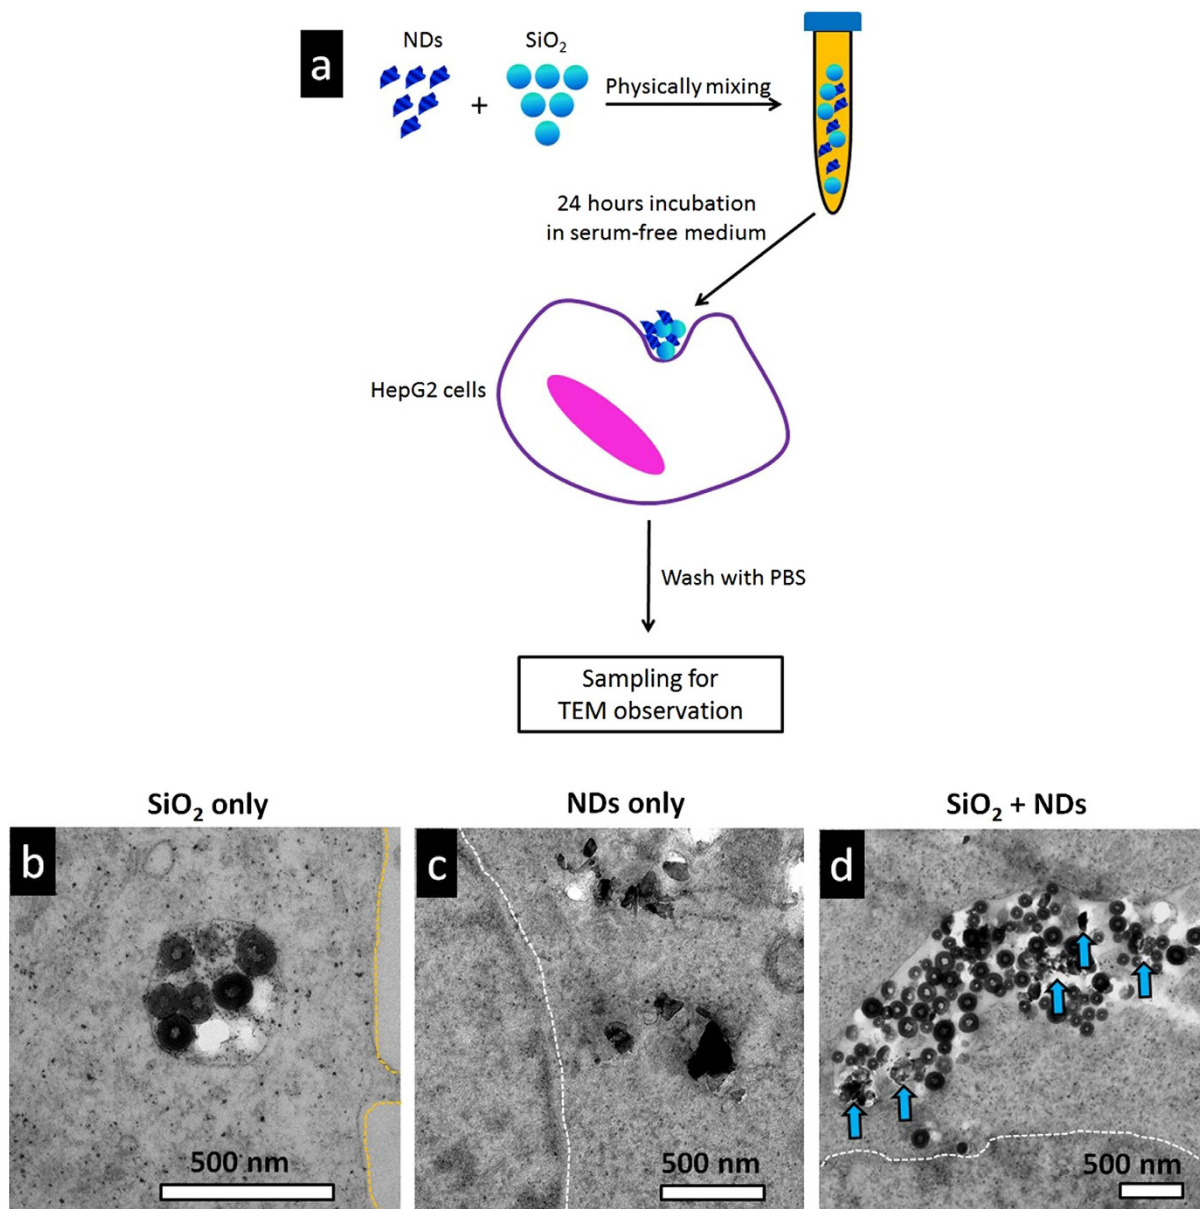 a
NDs
SiO₂
+
Physically mixing
24 hours incubation
in serum-free medium
HepG2 cells
Wash with PBS
Sampling for
TEM observation
SiO₂ only
NDs only
SiO₂ + NDs
b
c
d
500 nm
500 nm
500 nm